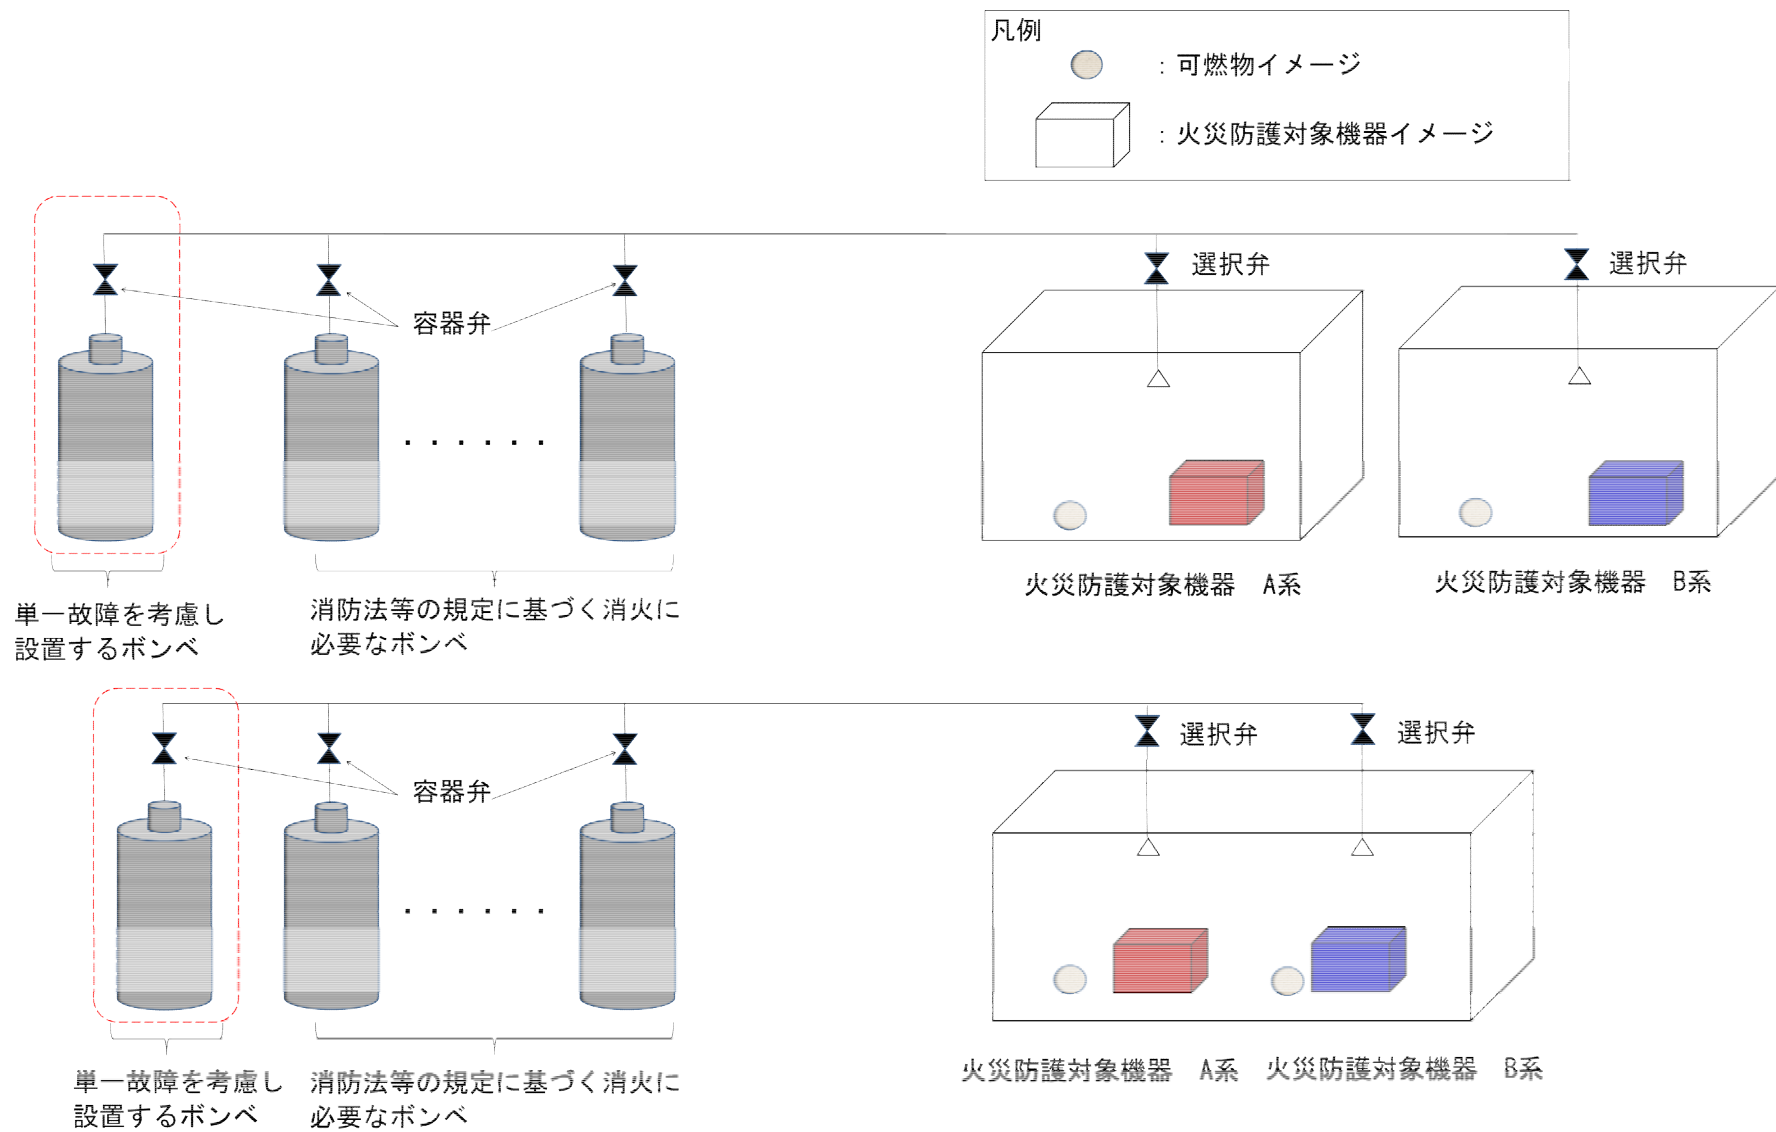 凡例
：可燃物イメージ
：火災防護対象機器イメージ
選択弁
選択弁
容器弁
・・・・・・
火災防護対象機器　A系
火災防護対象機器　B系
単一故障を考慮し
設置するボンベ
消防法等の規定に基づく消火に
必要なボンベ
選択弁
選択弁
容器弁
・・・・・・
火災防護対象機器　A系
火災防護対象機器　B系
単一故障を考慮し
設置するボンベ
消防法等の規定に基づく消火に
必要なボンベ